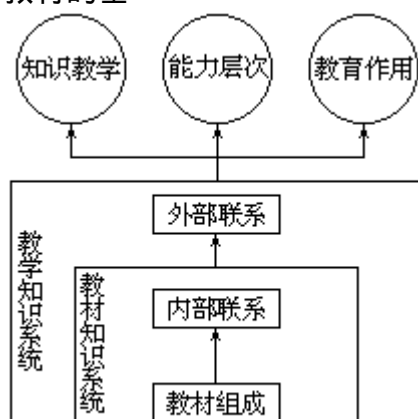 知识教学
能力层次
教育作用
外部联系
教学知识系统
教材知识系统
内部联系
教材组成